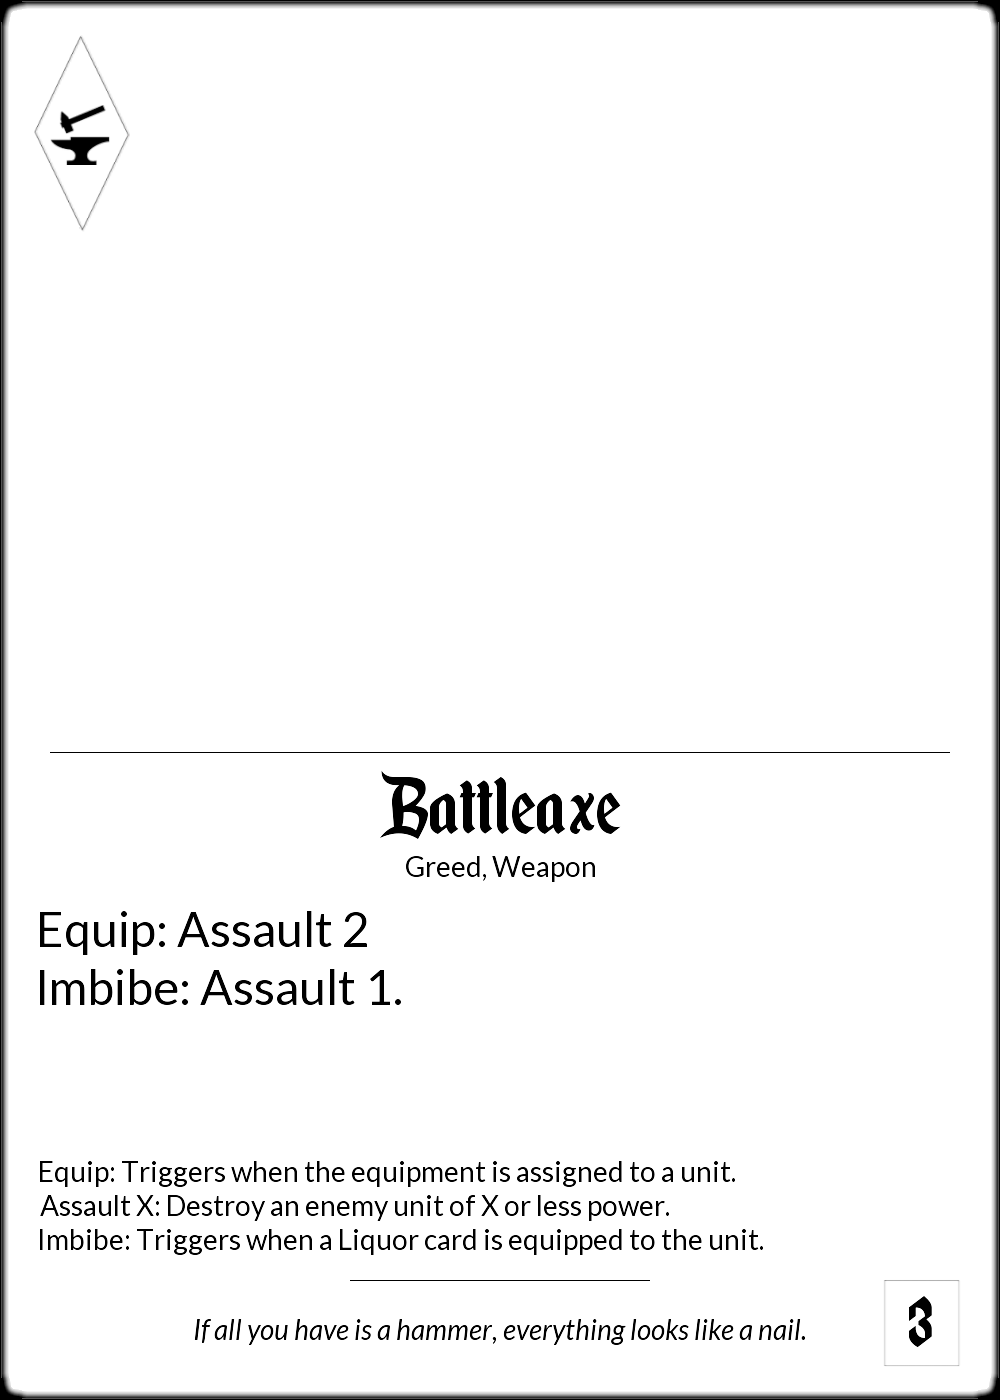 Battleaxe
Greed, Weapon
Equip: Assault 2
Imbibe: Assault 1.
Equip: Triggers when the equipment is assigned to a unit.
Assault X: Destroy an enemy unit of X or less power.
Imbibe: Triggers when a Liquor card is equipped to the unit.
If all you have is a hammer, everything looks like a nail.
3